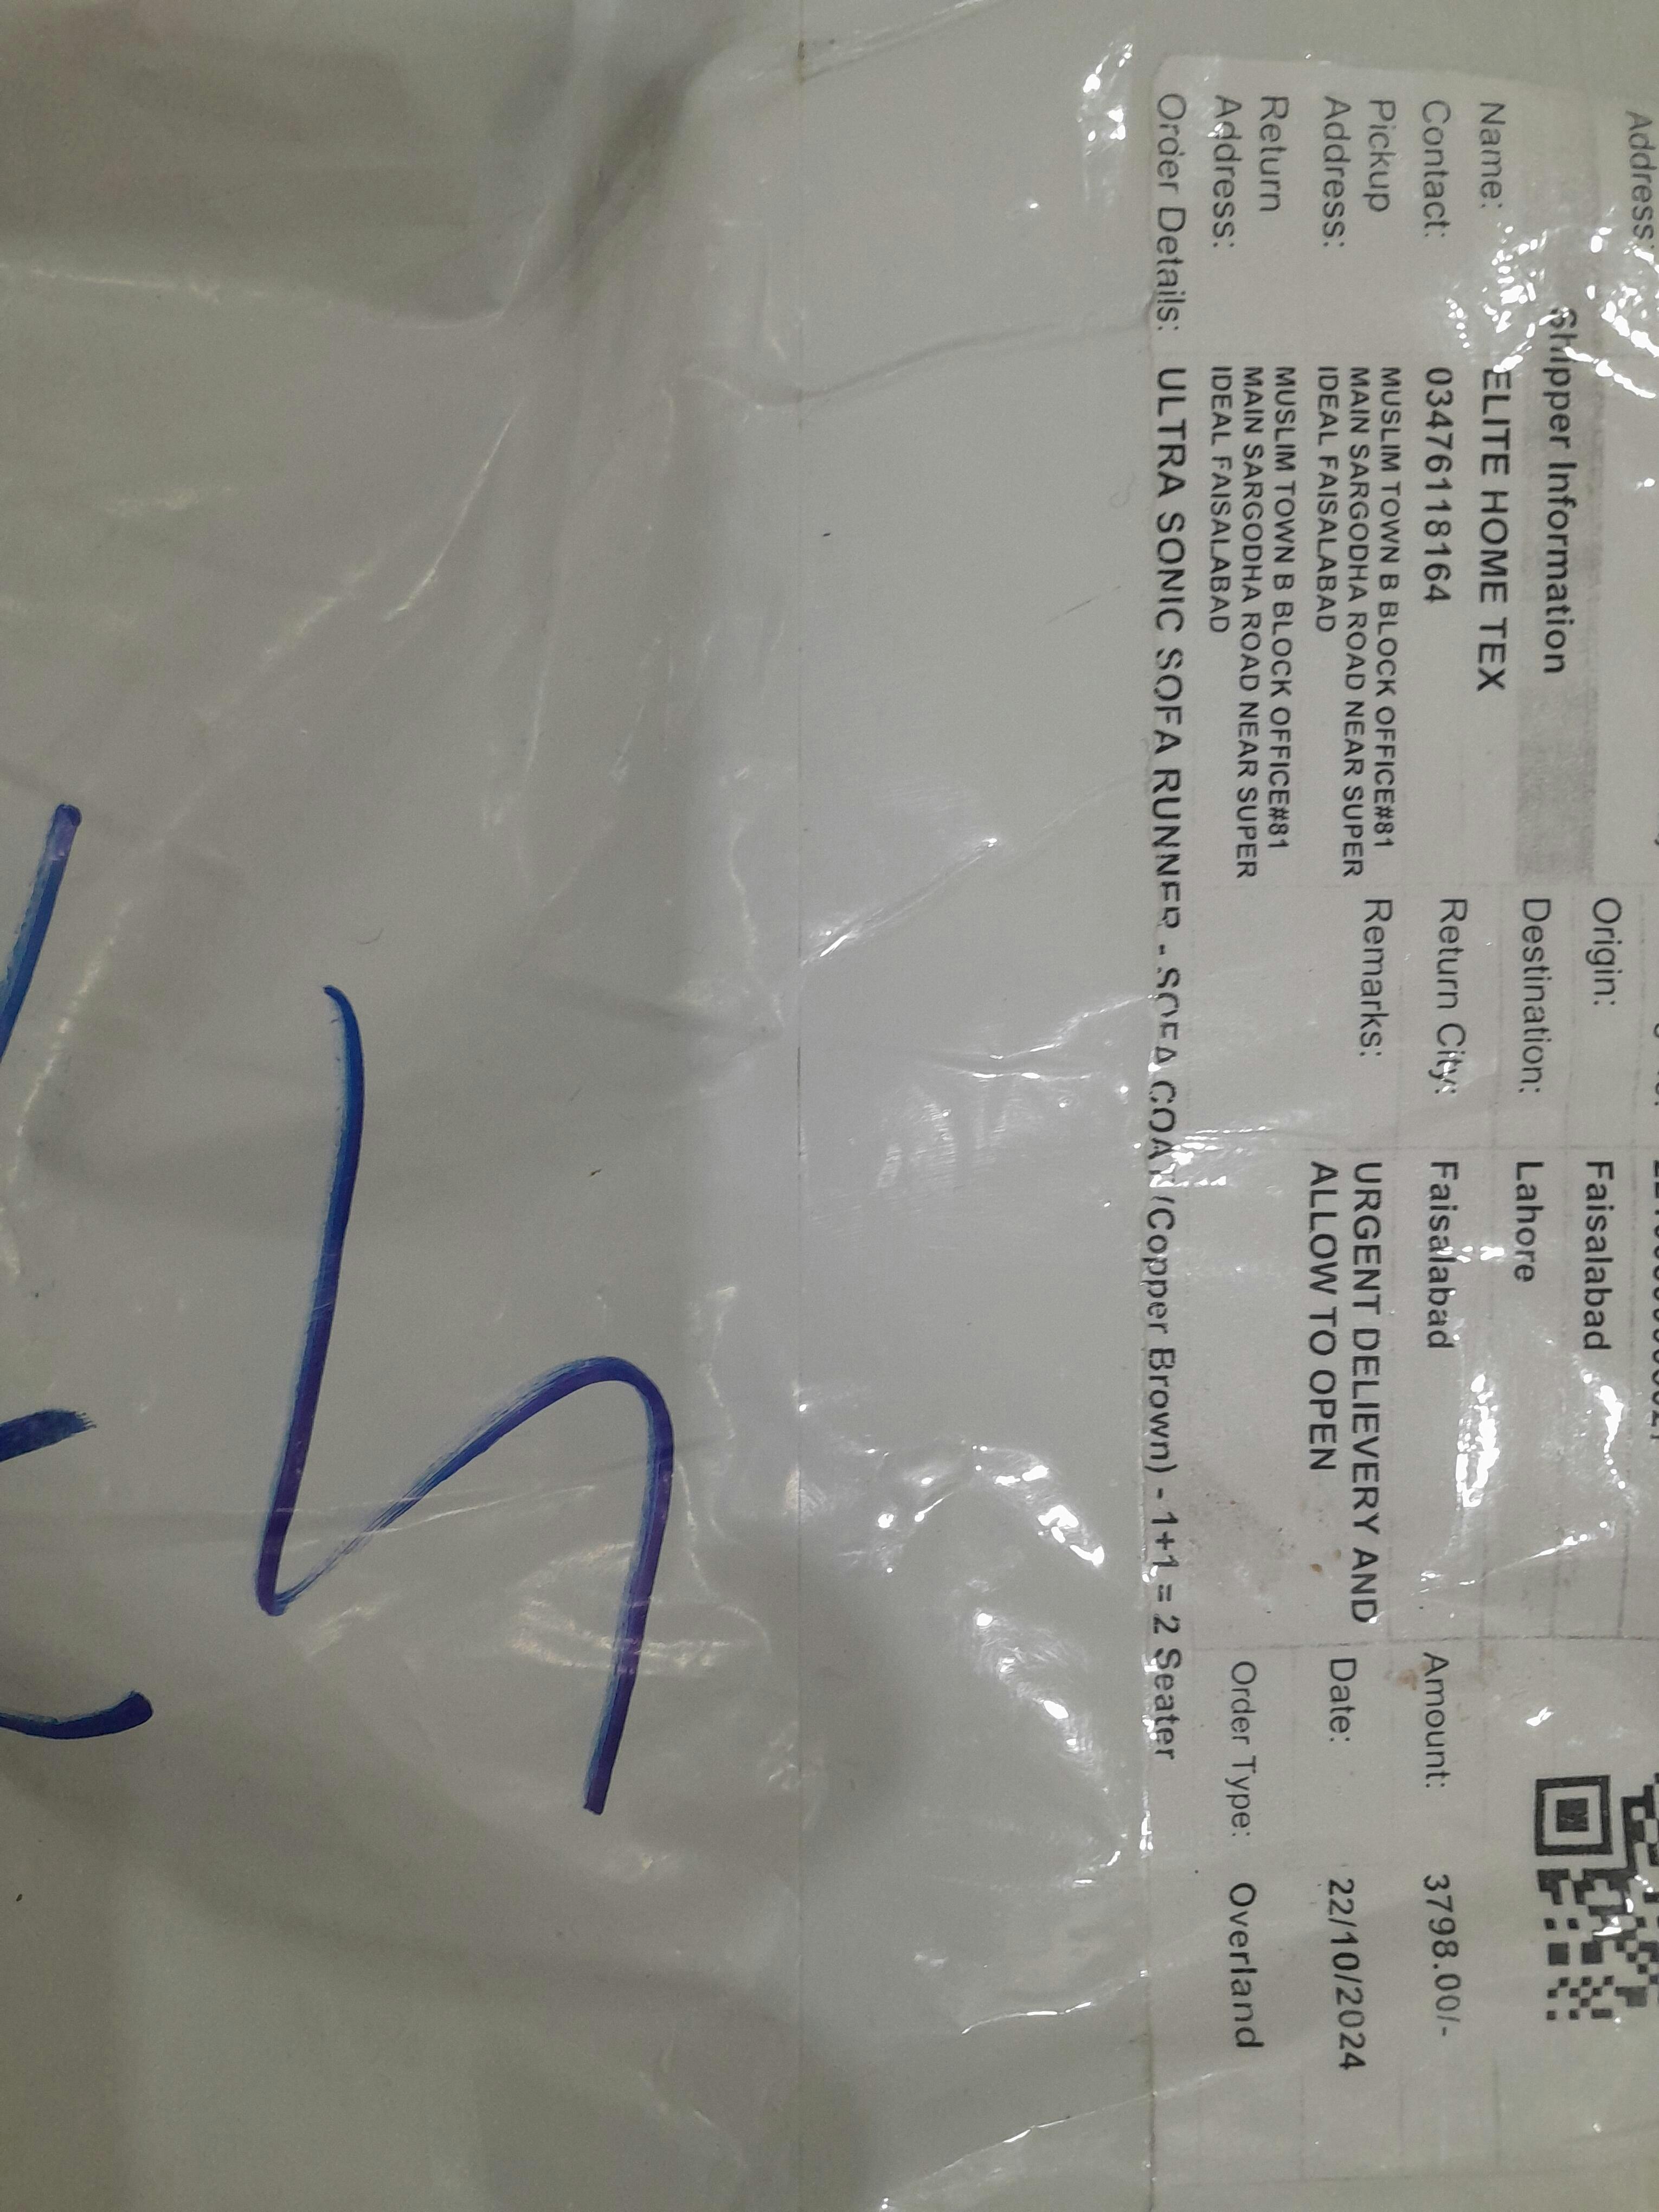 Address:
Shipper Information
Name: ELITE HOME TEX
Contact: 03476118164
Pickup Address: MUSLIM TOWN B BLOCK OFFICE#81
MAIN SARGODHA ROAD NEAR SUPER
IDEAL FAISALABAD
Return Address: MUSLIM TOWN B BLOCK OFFICE#81
MAIN SARGODHA ROAD NEAR SUPER
IDEAL FAISALABAD
Origin: Faisalabad
Destination: Lahore
Return City: Faisalabad
Remarks: URGENT DELIEVERY AND
ALLOW TO OPEN
Amount: 3798.00/-
Date: 22/10/2024
Order Type: Overland
Order Details: ULTRA SONIC SOFA RUNNER - SOFA COAT (Copper Brown) - 1+1 = 2 Seater